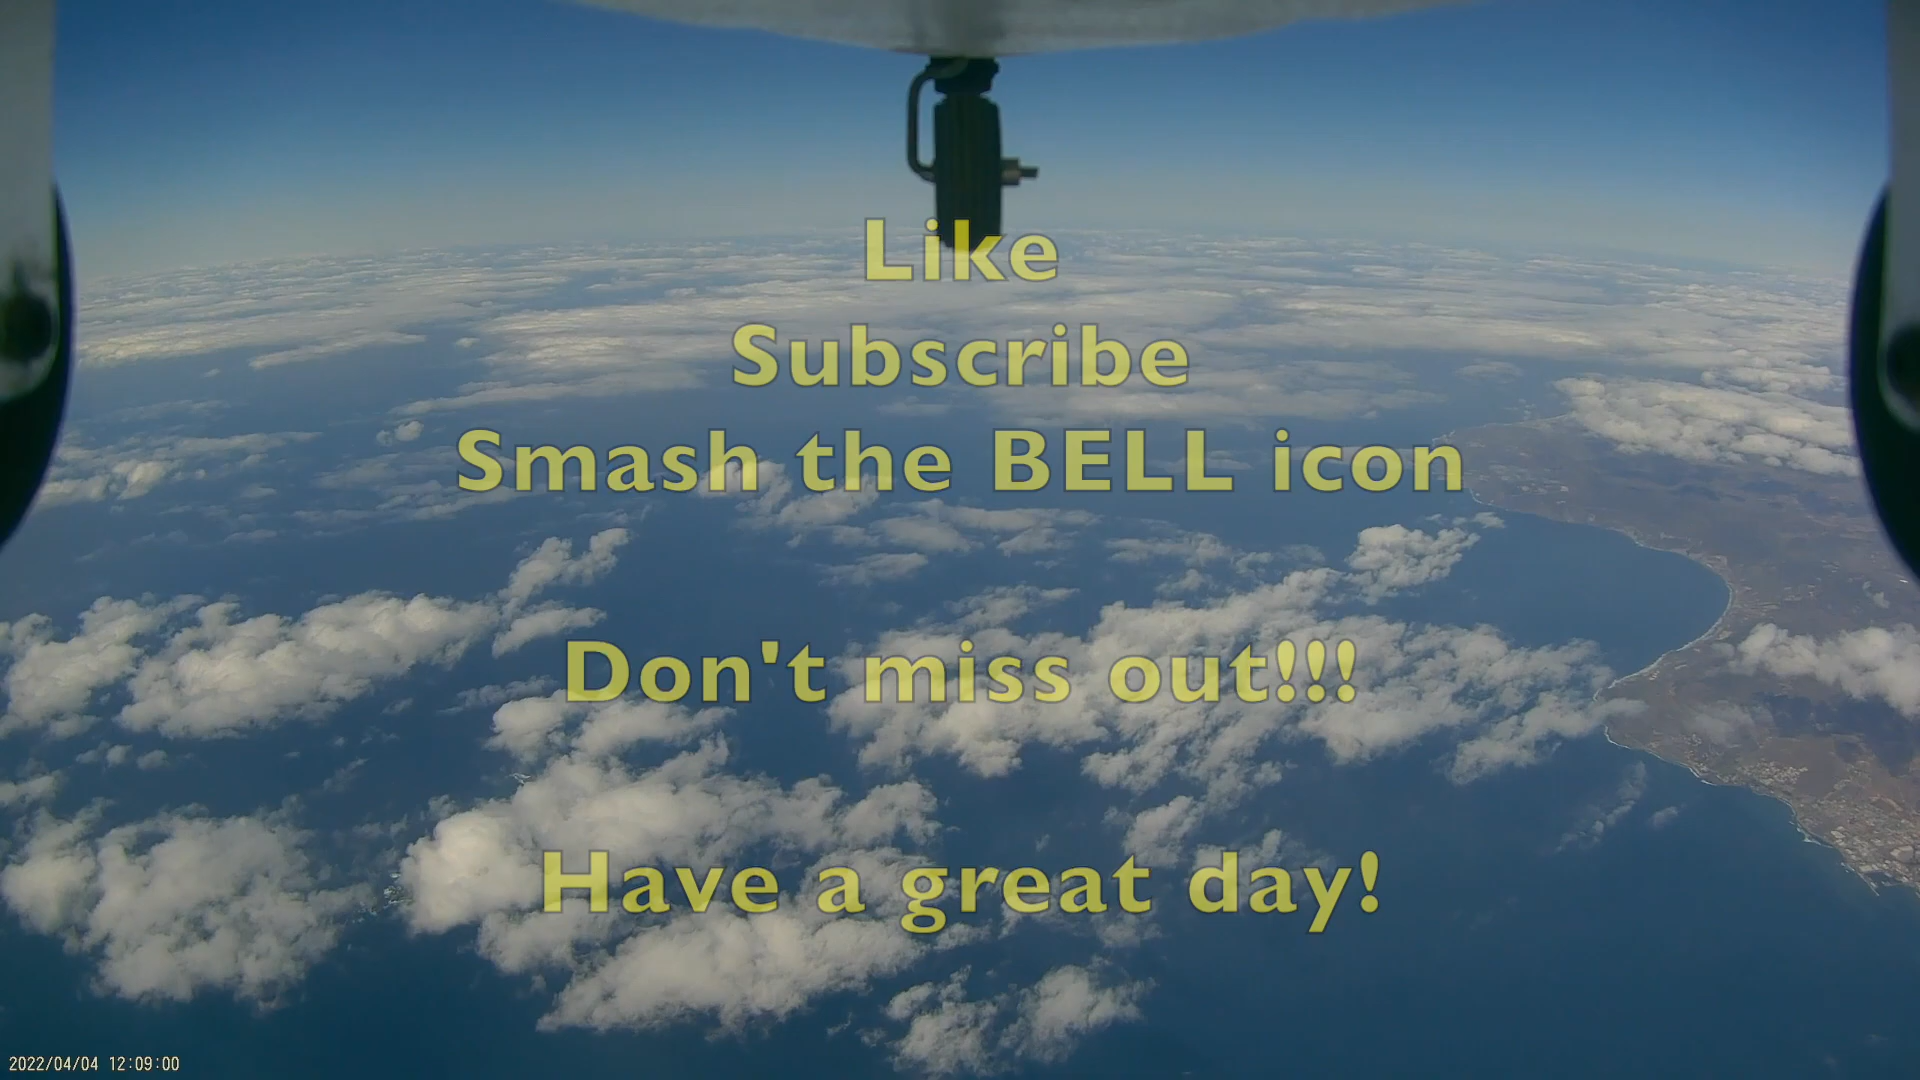 Like
Subscribe
Smash the BELL icon
Don't miss out!!!
Have a great day!
2022/04/04 12:09:00